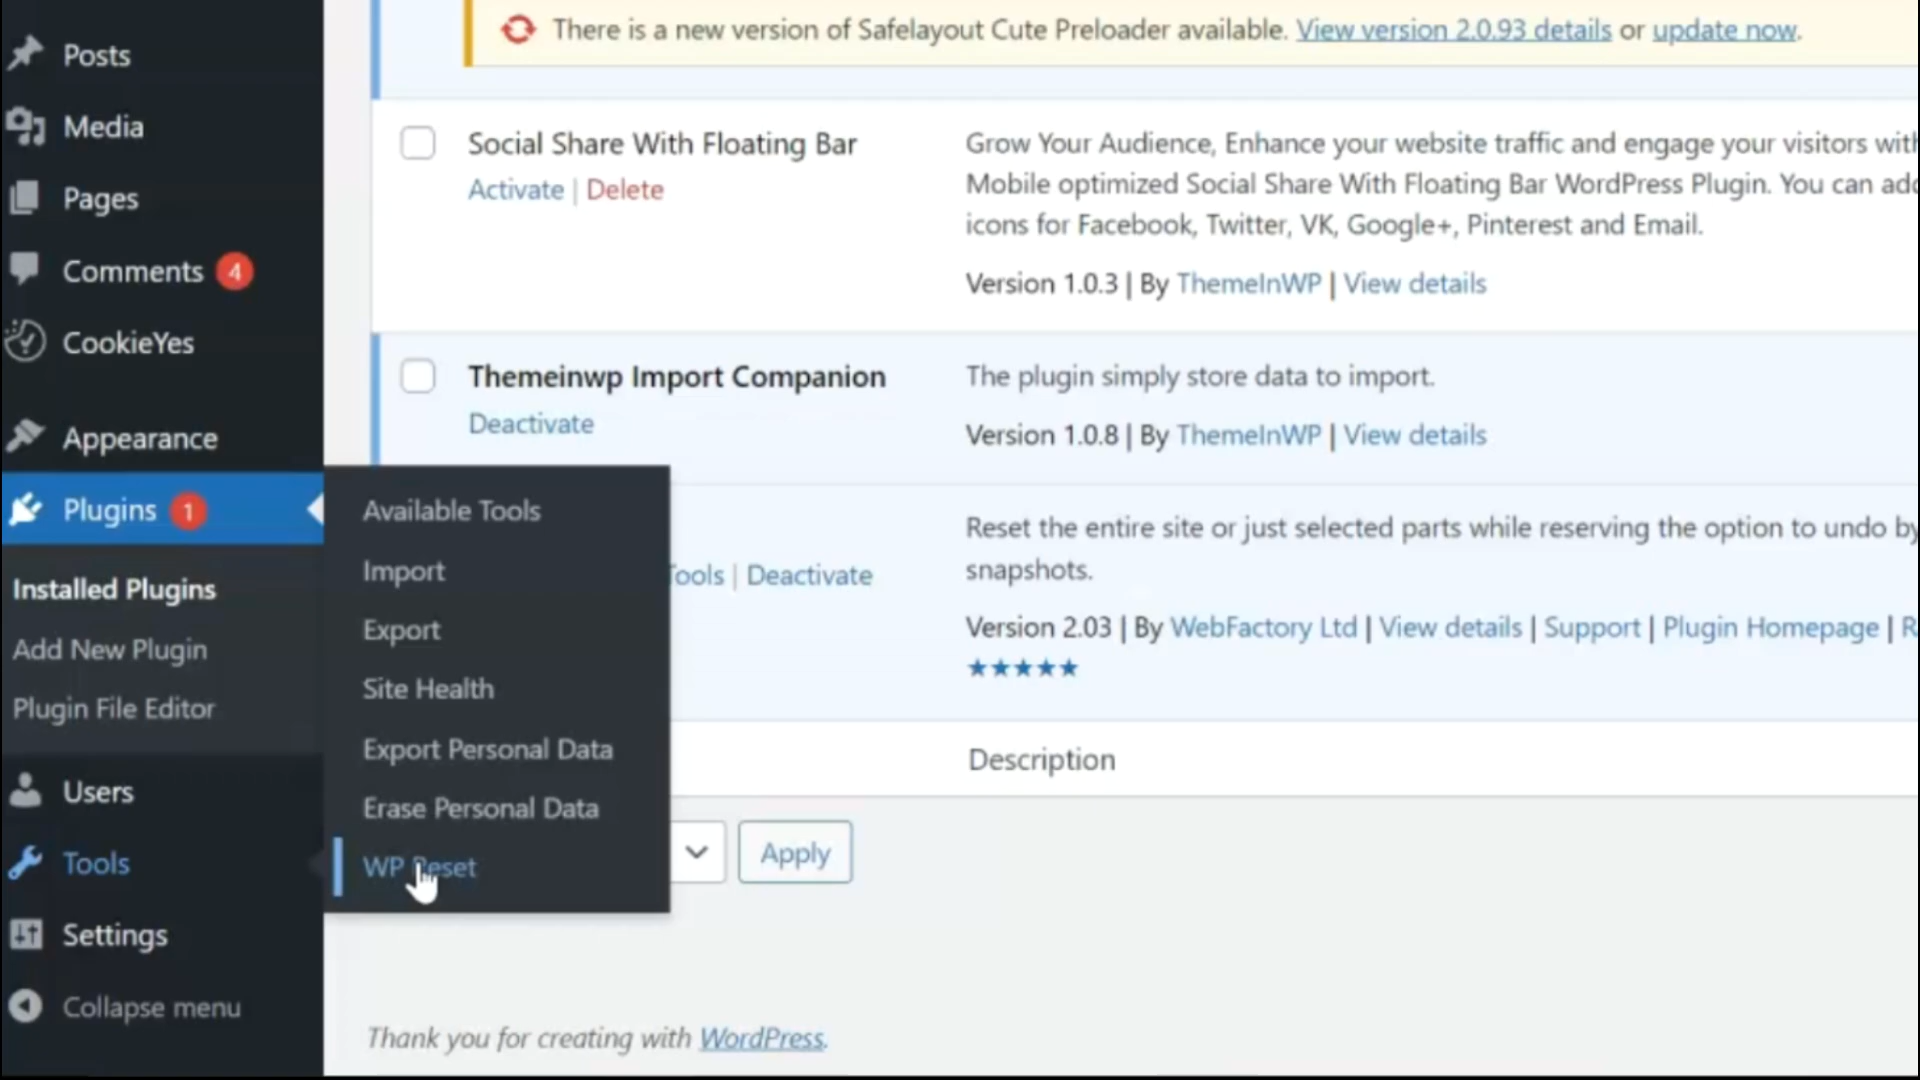 Posts
Media
Pages
Comments 4
CookieYes
Appearance
Plugins 1
Installed Plugins
Add New Plugin
Plugin File Editor
Users
Tools
Settings
Collapse menu
Available Tools
Import
Export
Site Health
Export Personal Data
Erase Personal Data
WP Reset
There is a new version of Safelayout Cute Preloader available. View version 2.0.93 details or update now.
Social Share With Floating Bar
Activate | Delete
Grow Your Audience, Enhance your website traffic and engage your visitors with
Mobile optimized Social Share With Floating Bar WordPress Plugin. You can
icons for Facebook, Twitter, VK, Google+, Pinterest and Email.
Version 1.0.3 | By ThemeInWP | View details
Themeinwp Import Companion
Deactivate
The plugin simply store data to import.
Version 1.0.8 | By ThemeInWP | View details
Tools | Deactivate
Reset the entire site or just selected parts while reserving the option to undo by
snapshots.
Version 2.03 | By WebFactory Ltd | View details | Support | Plugin Homepage |
Description
Apply
Thank you for creating with WordPress.